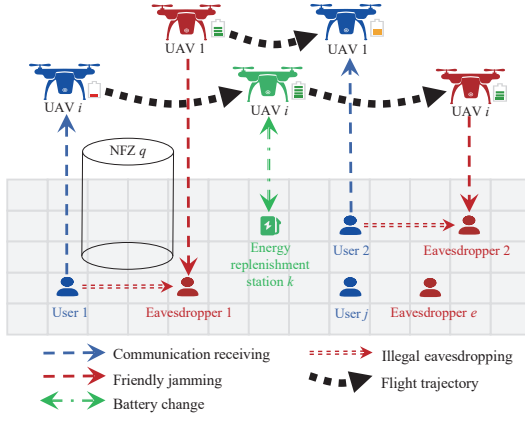 UAV 1
UAV 1
UAV i
UAV i
UAV i
NFZ q
Energy
replenishment
station k
User 2
Eavesdropper 2
User 1
Eavesdropper 1
User j
Eavesdropper e
Communication receiving
Illegal eavesdropping
Friendly jamming
Flight trajectory
Battery change